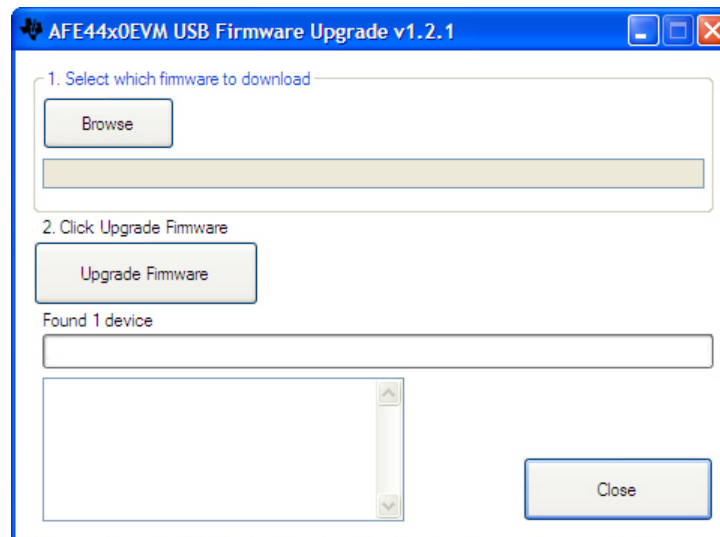 AFE44x0EVM USB Firmware Upgrade v1.2.1
1. Select which firmware to download
Browse
2. Click Upgrade Firmware
Upgrade Firmware
Found 1 device
Close